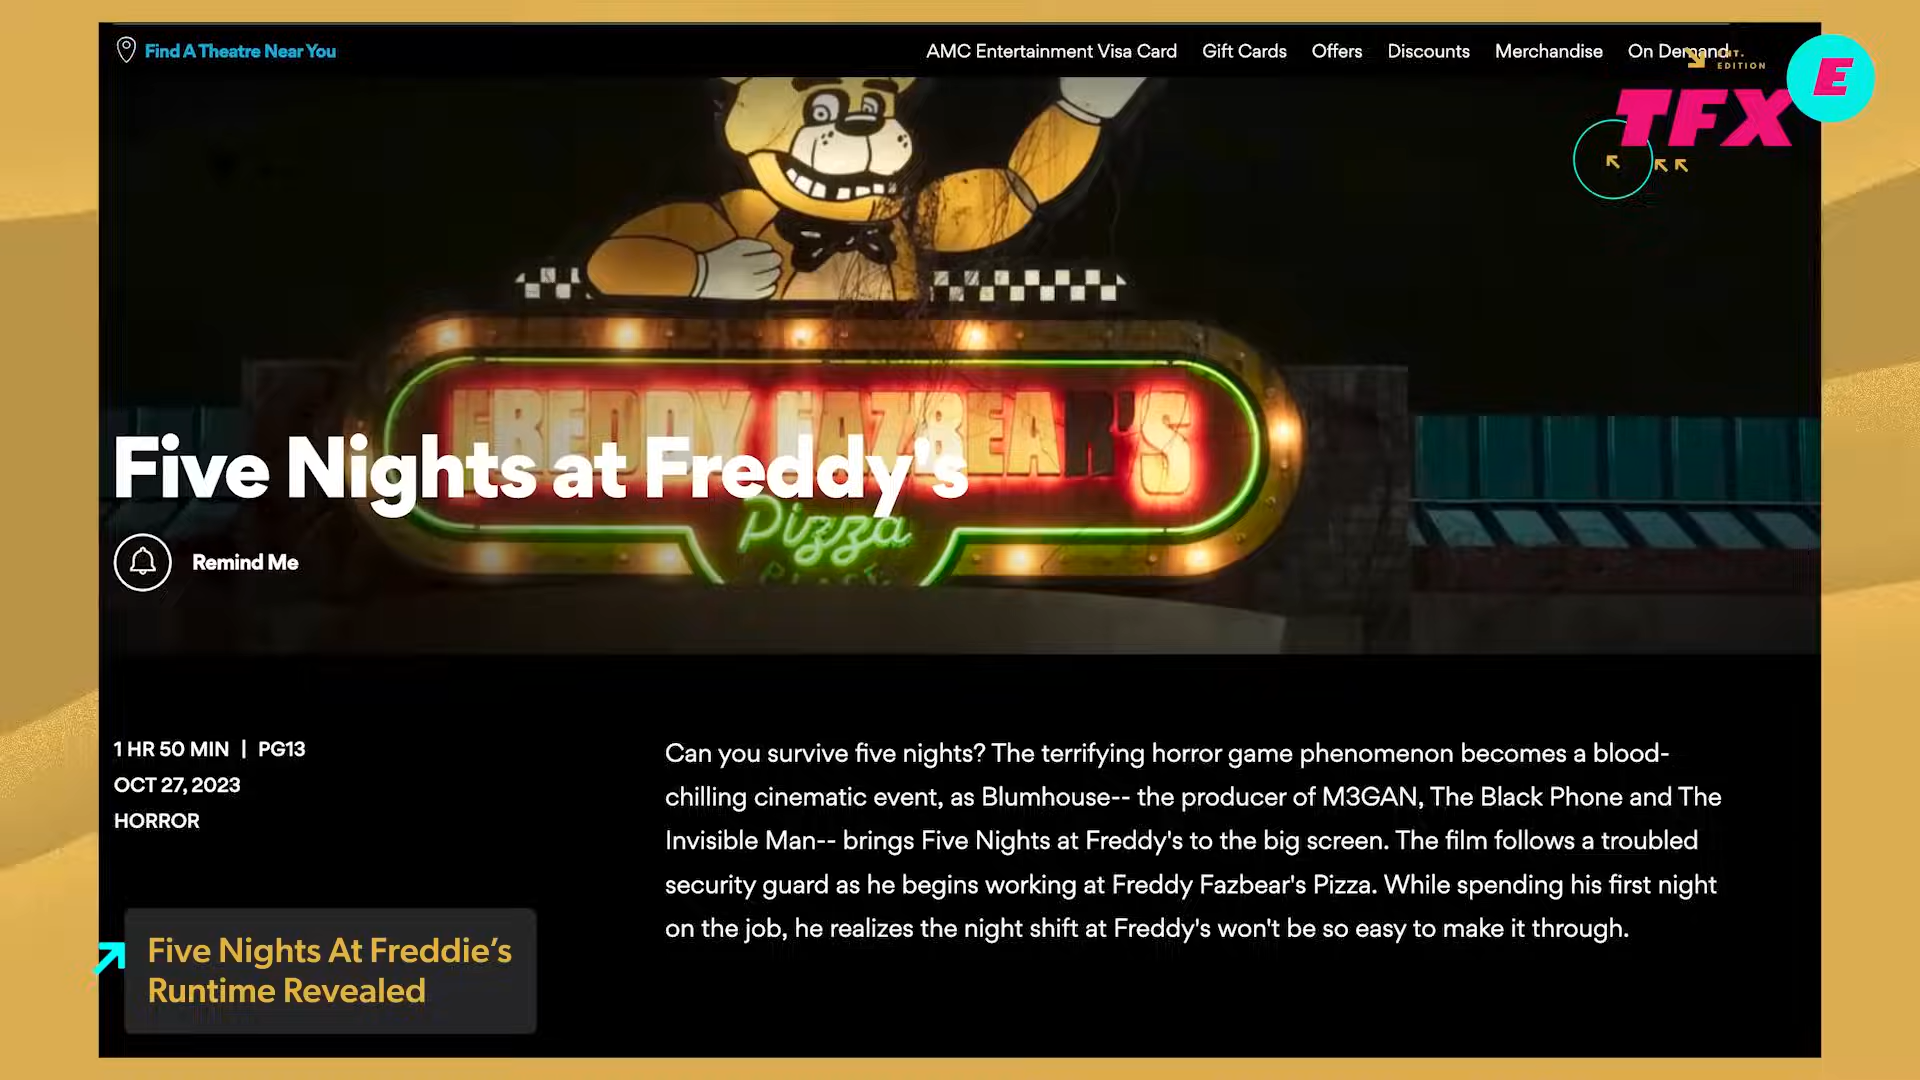 Find A Theatre Near You
AMC Entertainment Visa Card Gift Cards Offers Discounts Merchandise On Demand
EDITION
E
TFX
FREDDY FAZBEAR'S
Five Nights at Freddy's
Pizza
Remind Me
1 HR 50 MIN | PG13
OCT 27, 2023
HORROR
Can you survive five nights? The terrifying horror game phenomenon becomes a blood-
chilling cinematic event, as Blumhouse-- the producer of M3GAN, The Black Phone and The
Invisible Man-- brings Five Nights at Freddy's to the big screen. The film follows a troubled
security guard as he begins working at Freddy Fazbear's Pizza. While spending his first night
on the job, he realizes the night shift at Freddy's won't be so easy to make it through.
Five Nights At Freddie’s
Runtime Revealed